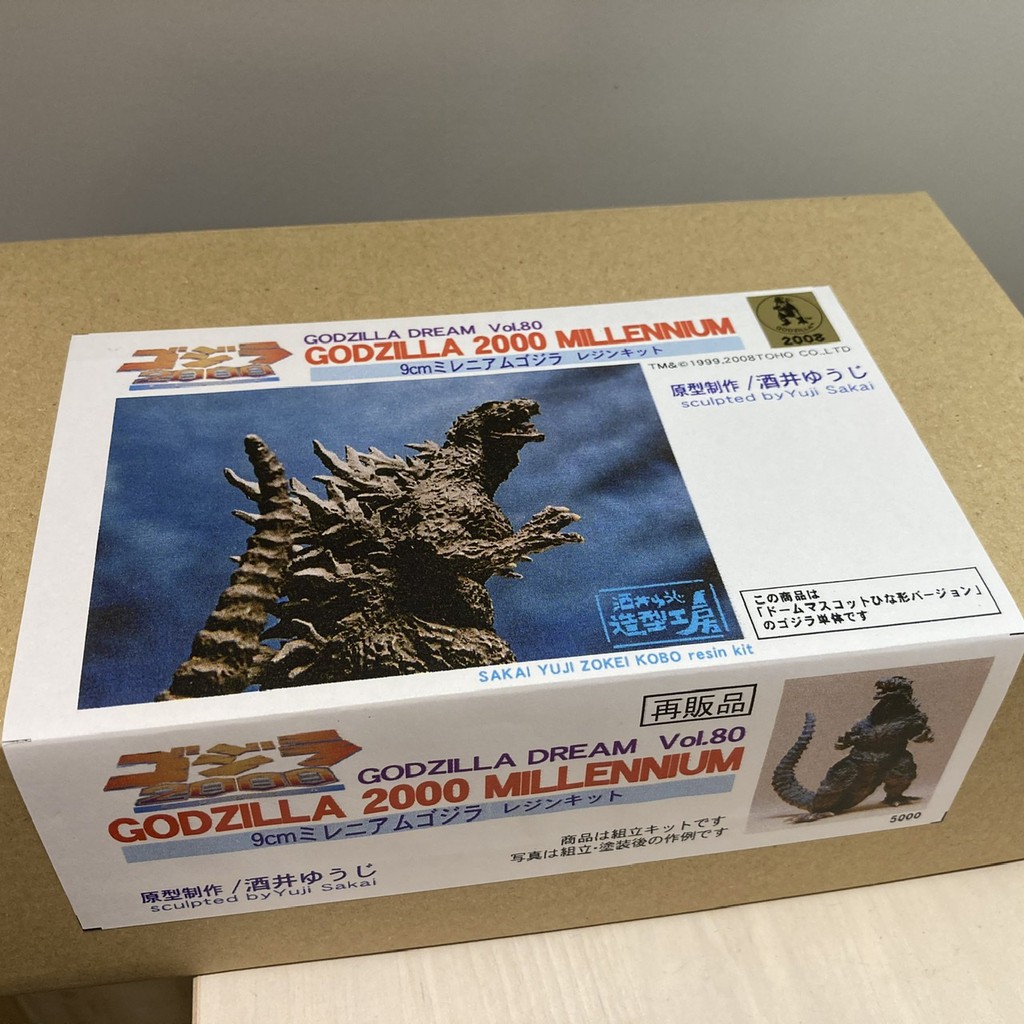 ゴジラ
2000
GODZILLA DREAM Vol.80
GODZILLA 2000 MILLENNIUM
9cmミレニアムゴジラ レジンキット
GODZILLA
2008
TM&©1999,2008TOHO CO.,LTD
原型制作/酒井ゆうじ
sculpted byYuji Sakai
酒井ゆうじ
造型工房
この商品は
「ドームマスコットひな形バージョン」
のゴジラ単体です
SAKAI YUJI ZOKEI KOBO resin kit
再販品
ゴジラ
2000
GODZILLA DREAM Vol.80
GODZILLA 2000 MILLENNIUM
9cmミレニアムゴジラ レジンキット
商品は組立キットです
写真は組立・塗装後の作例です
5000
原型制作/酒井ゆうじ
sculpted byYuji Sakai